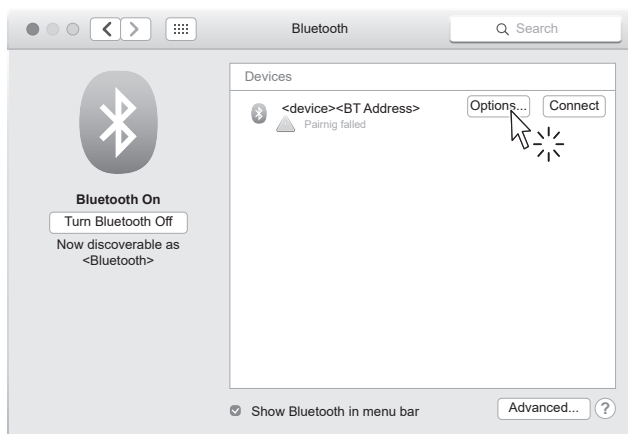 Bluetooth
Search
Devices
<device><BT Address>
Options...
Connect
Pairnig falled
Bluetooth On
Turn Bluetooth Off
Now discoverable as
<Bluetooth>
Show Bluetooth in menu bar
Advanced...
?